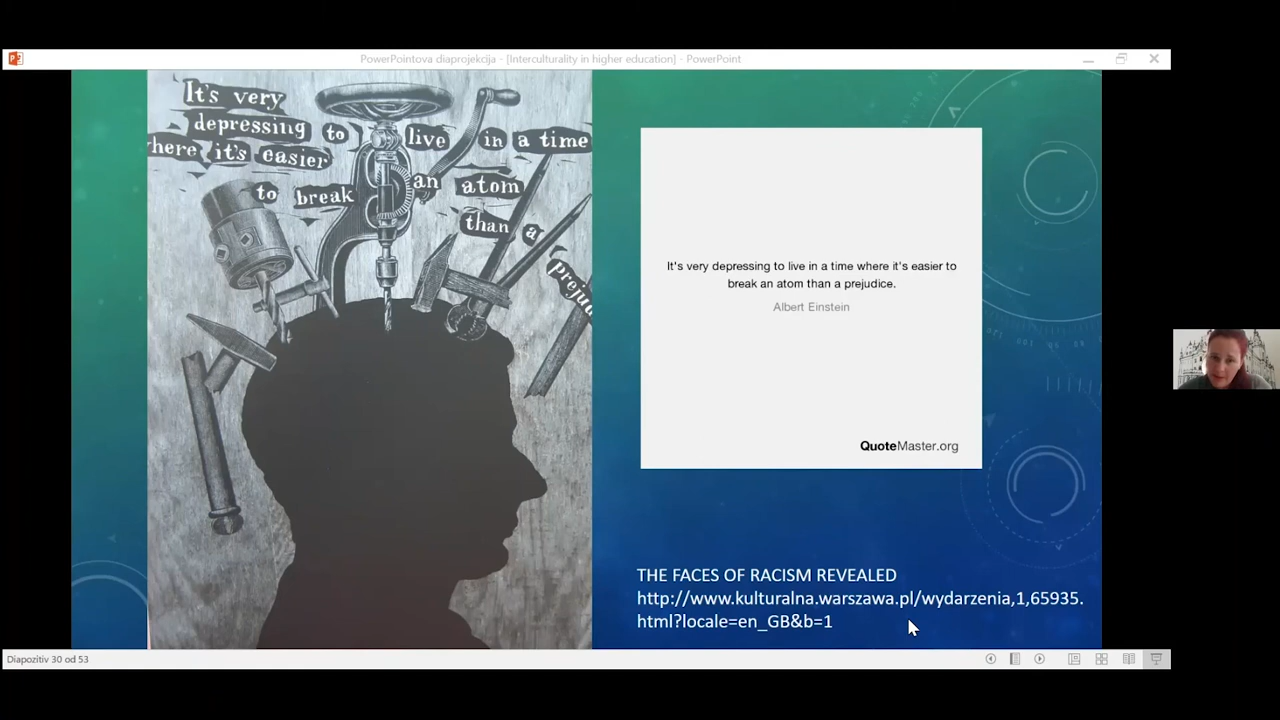 PowerPointova diaprojekcija - [Interculturality in higher education] - PowerPoint
It's very
depressing to live in a time
where it's easier
to break an atom
than a
It's very depressing to live in a time where it's easier to
break an atom than a prejudice.
Albert Einstein
QuoteMaster.org
THE FACES OF RACISM REVEALED
http://www.kulturalna.warszawa.pl/wydarzenia,1,65935.
html?locale=en_GB&b=1
Diapozitiv 30 od 53